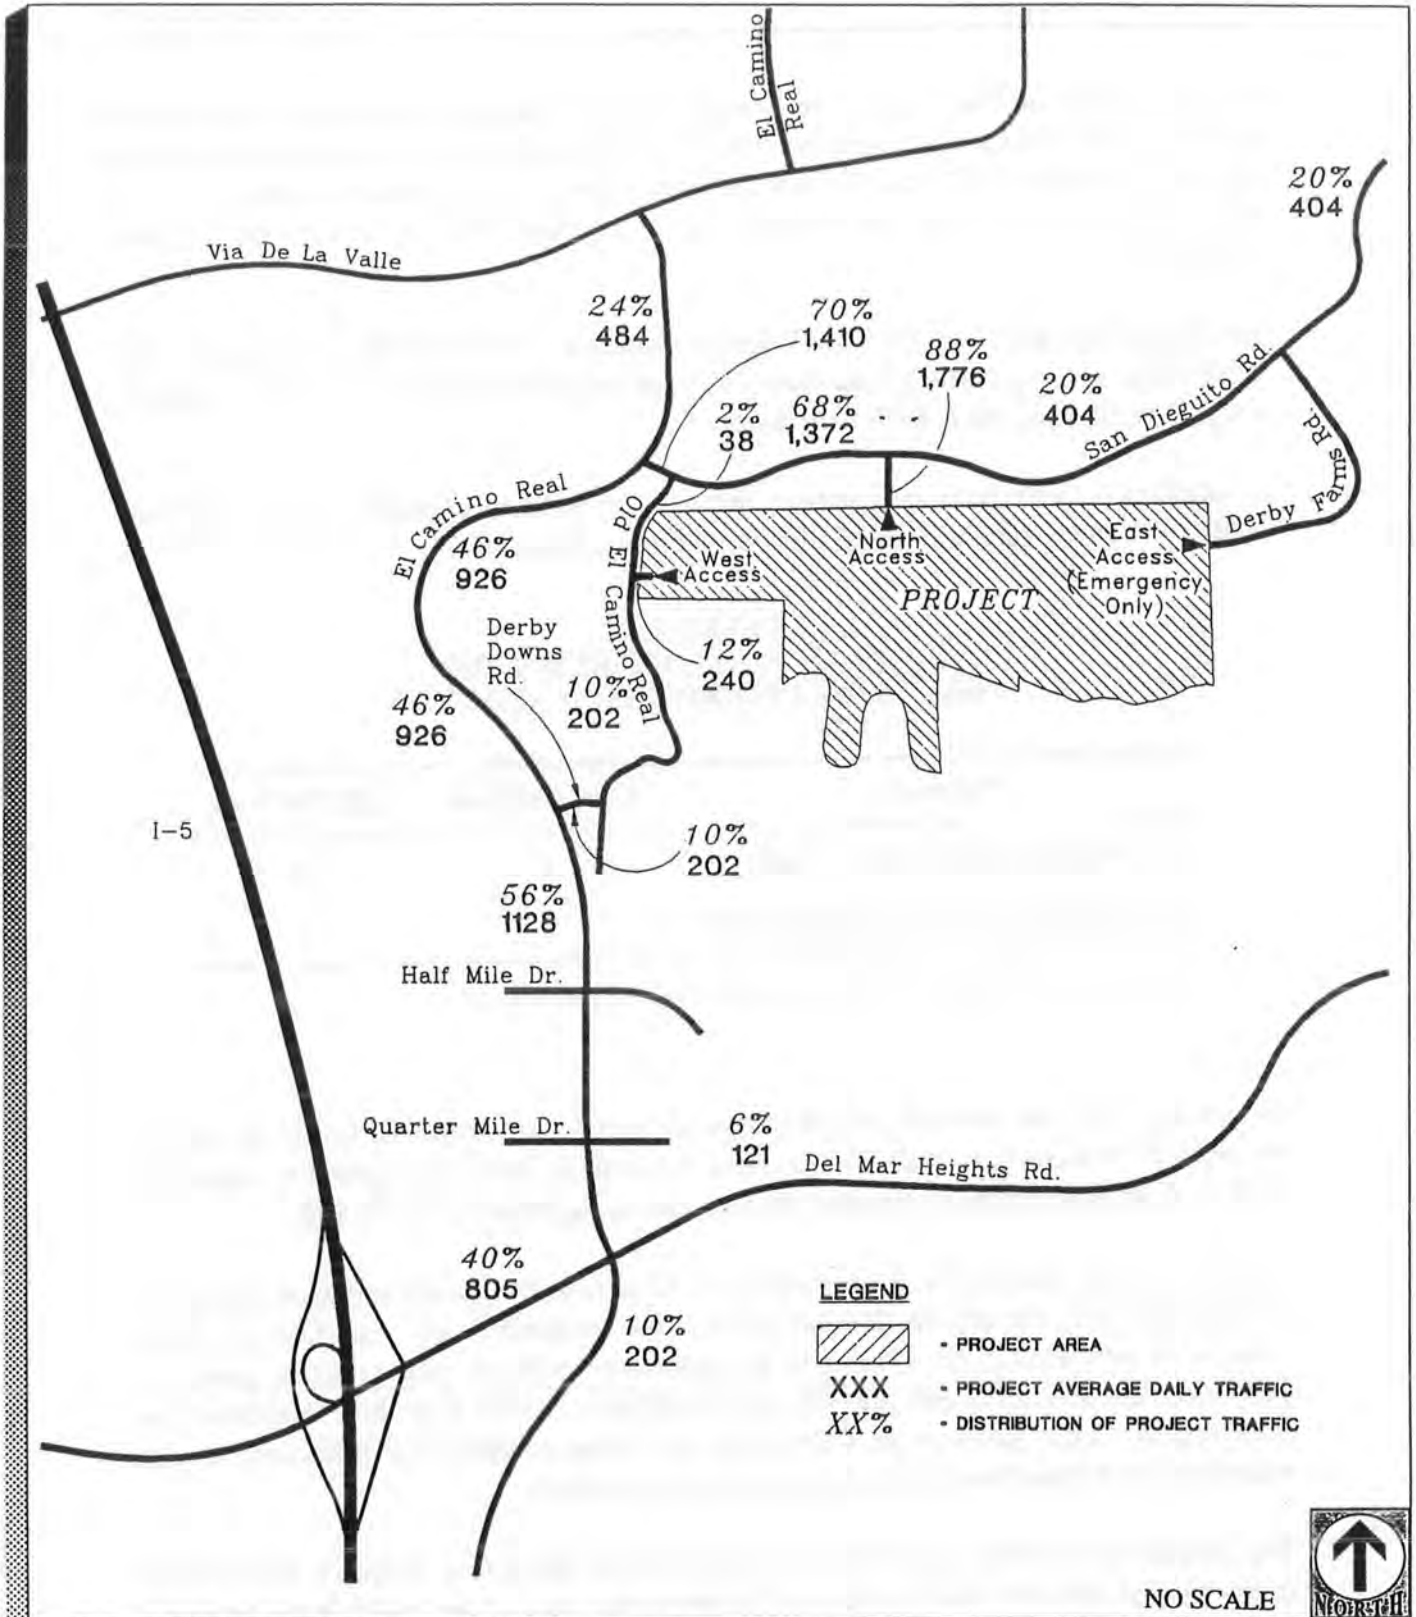 El Camino
Real
20%
404
Via De La Valle
24%
484
70%
1,410
88%
1,776
20%
404
2%
38
68%
1,372
San Dieguito Rd.
Derby Farms Rd.
El Camino Real
Old El Camino Real
46%
926
West
Access
North
Access
East
Access
(Emergency
Only)
PROJECT
Derby
Downs
Rd.
12%
240
10%
202
46%
926
I-5
10%
202
56%
1128
Half Mile Dr.
Quarter Mile Dr.
6%
121
Del Mar Heights Rd.
40%
805
10%
202
LEGEND
- PROJECT AREA
XXX - PROJECT AVERAGE DAILY TRAFFIC
XX% - DISTRIBUTION OF PROJECT TRAFFIC
NO SCALE
NORTH